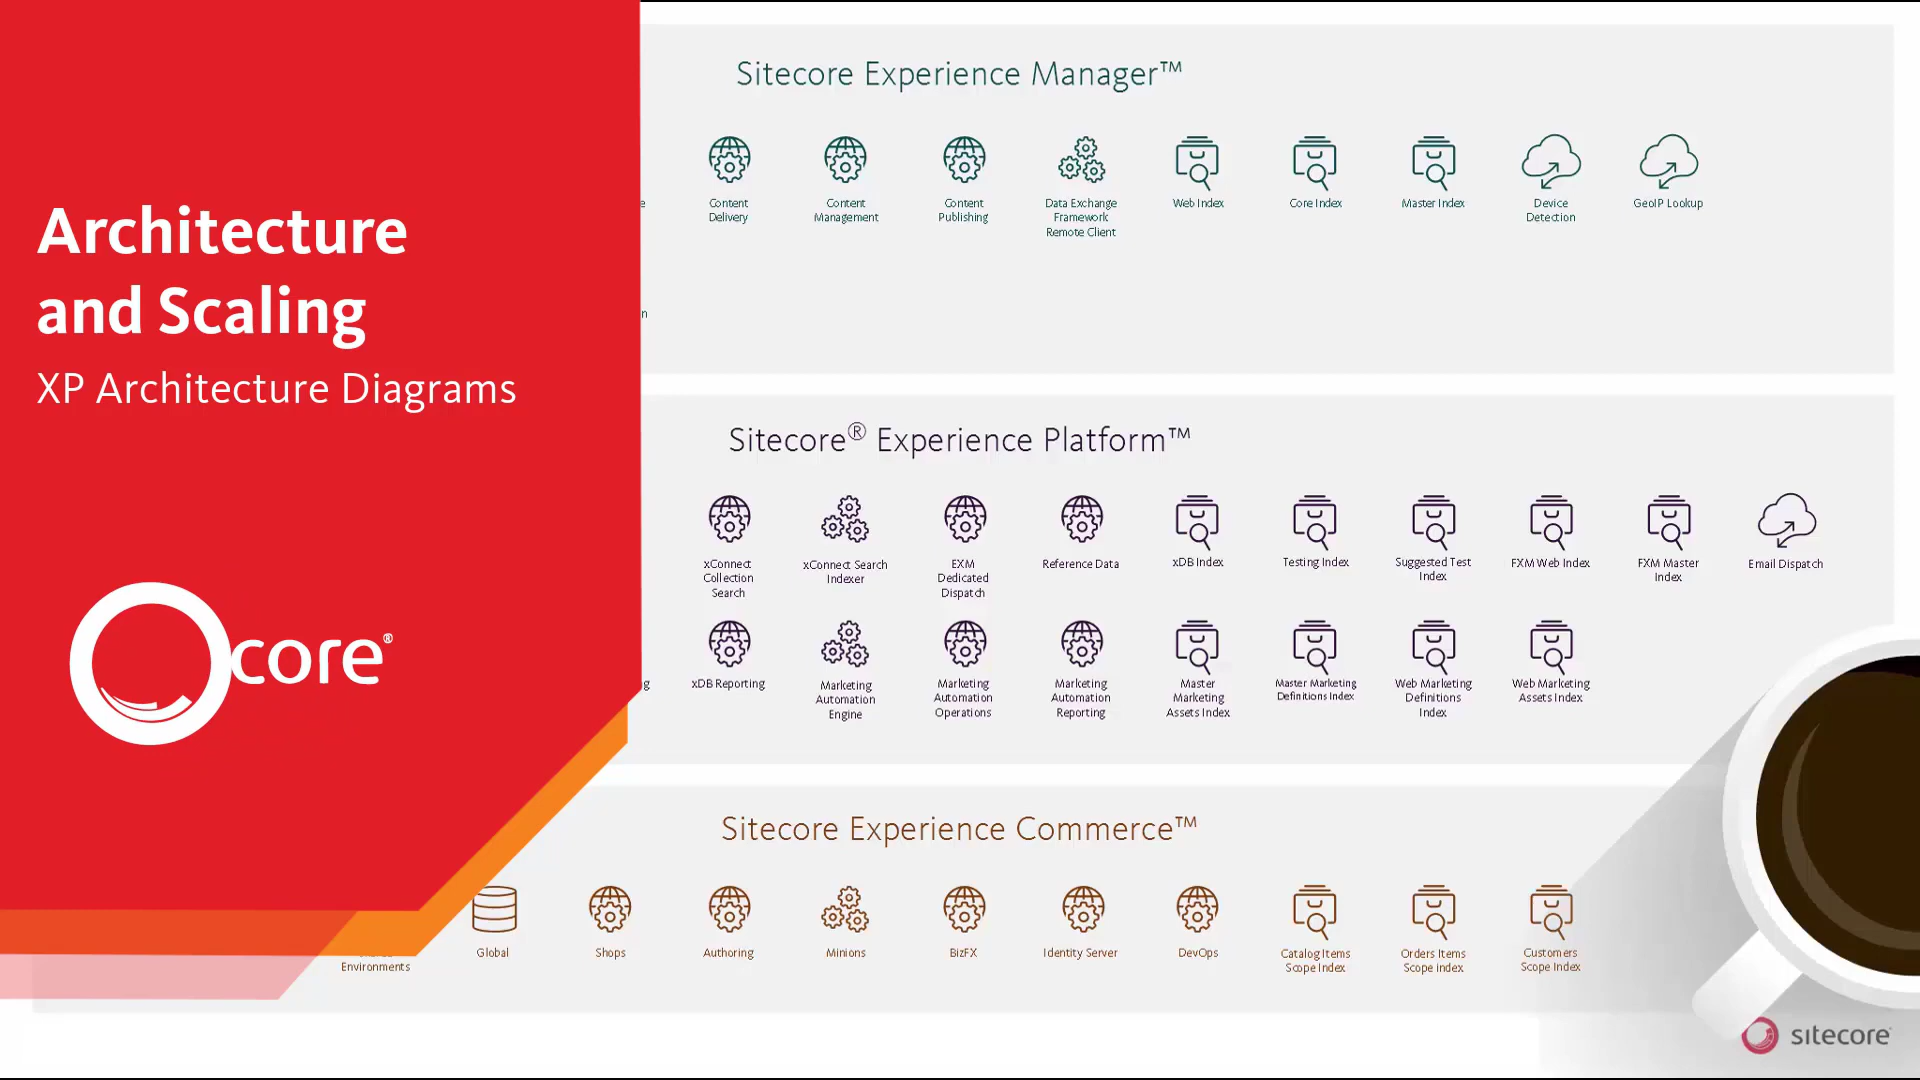 Architecture
and Scaling
XP Architecture Diagrams
core®
Sitecore Experience Manager™
Content
Delivery
Content
Management
Content
Publishing
Data Exchange
Framework
Remote Client
Web Index
Core Index
Master Index
Device
Detection
GeoIP Lookup
Sitecore® Experience Platform™
xConnect
Collection
Search
xConnect Search
Indexer
EXM
Dedicated
Dispatch
Reference Data
xDB Index
Testing Index
Suggested Test
Index
FXM Web Index
FXM Master
Index
Email Dispatch
xDB Reporting
Marketing
Automation
Engine
Marketing
Automation
Operations
Marketing
Automation
Reporting
Master
Marketing
Assets Index
Master Marketing
Definitions Index
Web Marketing
Definitions
Index
Web Marketing
Assets Index
Sitecore Experience Commerce™
Environments
Global
Shops
Authoring
Minions
BizFX
Identity Server
DevOps
Catalog Items
Scope Index
Orders Items
Scope index
Customers
Scope Index
sitecore